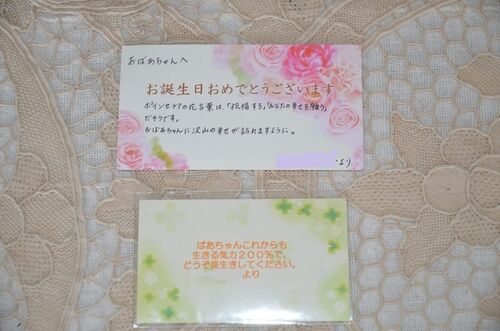 おばあちゃんへ
お誕生日おめでとうございます
ポインセチアの花言葉は、「祝福する」「あなたの幸せを願う」
だそうです。
おばあちゃんに沢山の幸せが訪れますように。
より
ばあちゃんこれからも
生きる気力200%で、
どうぞ長生きしてください。
より